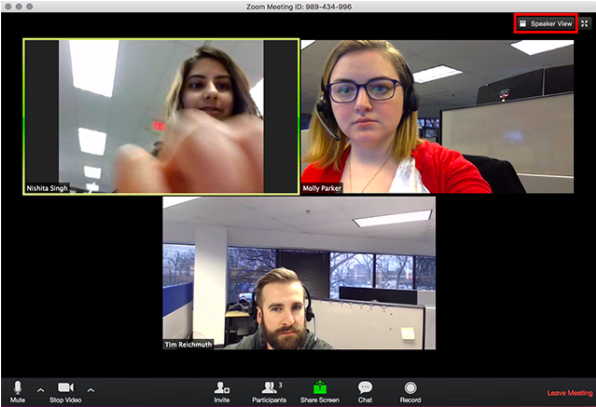 Zoom Meeting ID: 989-434-996
Speaker View
Nishita Singh
Molly Parker
Tim Reichmuth
3
Mute
Stop Video
Invite
Participants
Share Screen
Chat
Record
Leave Meeting